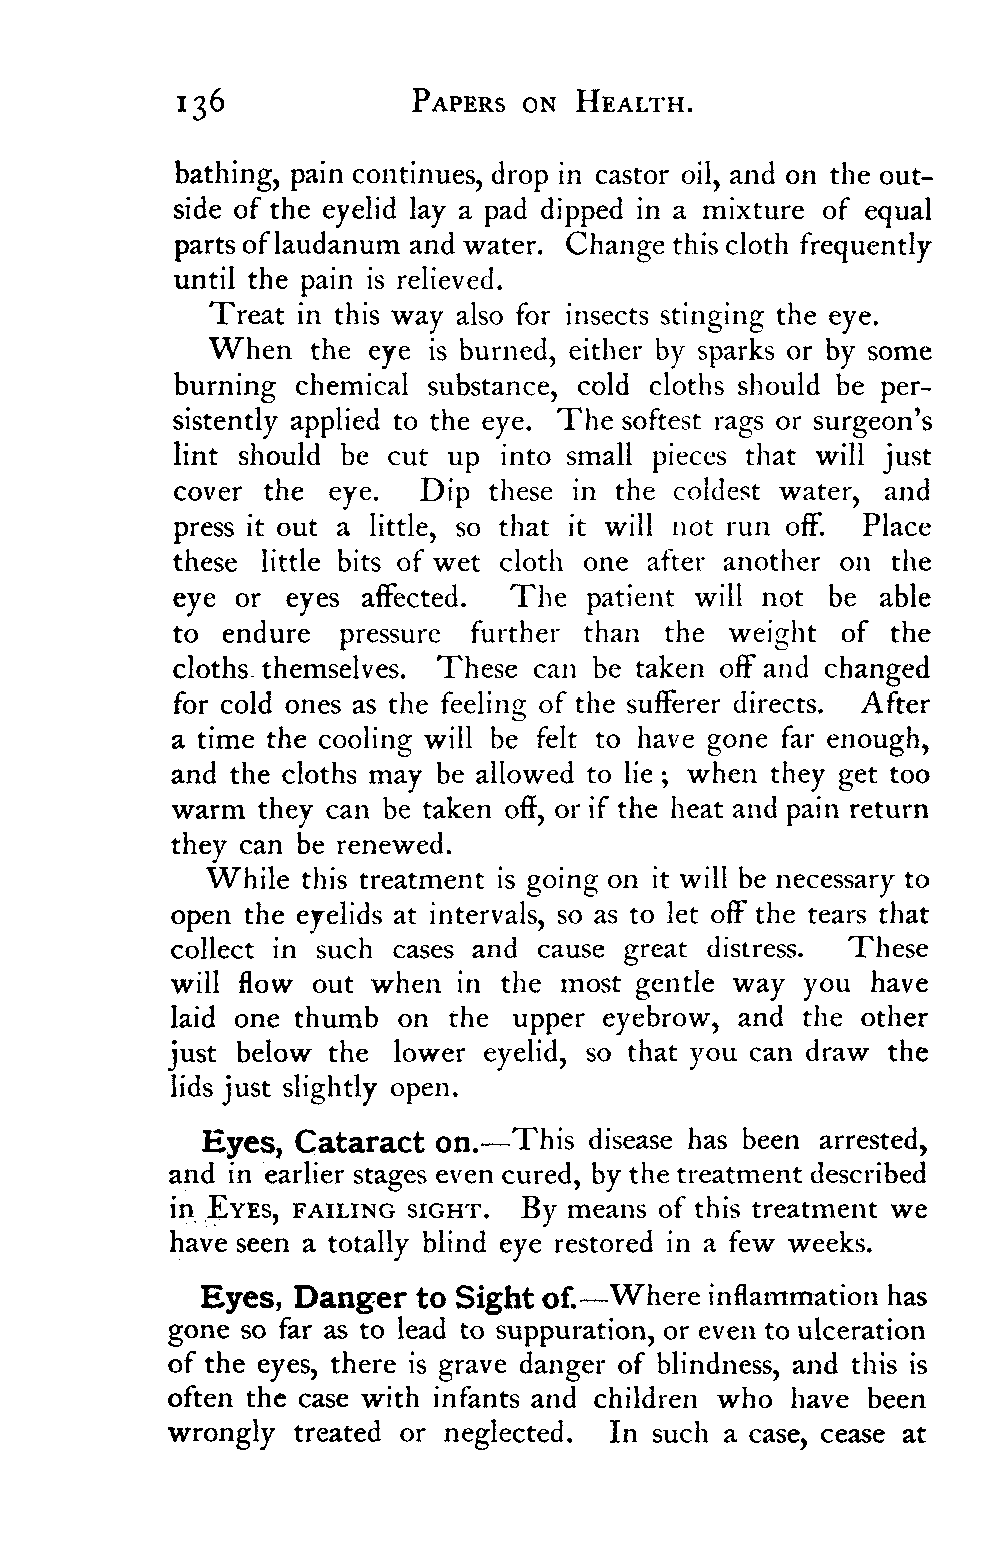 136 PAPERS ON HEALTH.
bathing, pain continues, drop in castor oil, and on the out-
side of the eyelid lay a pad dipped in a mixture of equal
parts of laudanum and water. Change this cloth frequently
until the pain is relieved.
Treat in this way also for insects stinging the eye.
When the eye is burned, either by sparks or by some
burning chemical substance, cold cloths should be per-
sistently applied to the eye. The softest rags or surgeon's
lint should be cut up into small pieces that will just
cover the eye. Dip these in the coldest water, and
press it out a little, so that it will not run off. Place
these little bits of wet cloth one after another on the
eye or eyes affected. The patient will not be able
to endure pressure further than the weight of the
cloths themselves. These can be taken off and changed
for cold ones as the feeling of the sufferer directs. After
a time the cooling will be felt to have gone far enough,
and the cloths may be allowed to lie; when they get too
warm they can be taken off, or if the heat and pain return
they can be renewed.
While this treatment is going on it will be necessary to
open the eyelids at intervals, so as to let off the tears that
collect in such cases and cause great distress. These
will flow out when in the most gentle way you have
laid one thumb on the upper eyebrow, and the other
just below the lower eyelid, so that you can draw the
lids just slightly open.
Eyes, Cataract on.—This disease has been arrested,
and in earlier stages even cured, by the treatment described
in EYES, FAILING SIGHT. By means of this treatment we
have seen a totally blind eye restored in a few weeks.
Eyes, Danger to Sight of.—Where inflammation has
gone so far as to lead to suppuration, or even to ulceration
of the eyes, there is grave danger of blindness, and this is
often the case with infants and children who have been
wrongly treated or neglected. In such a case, cease at